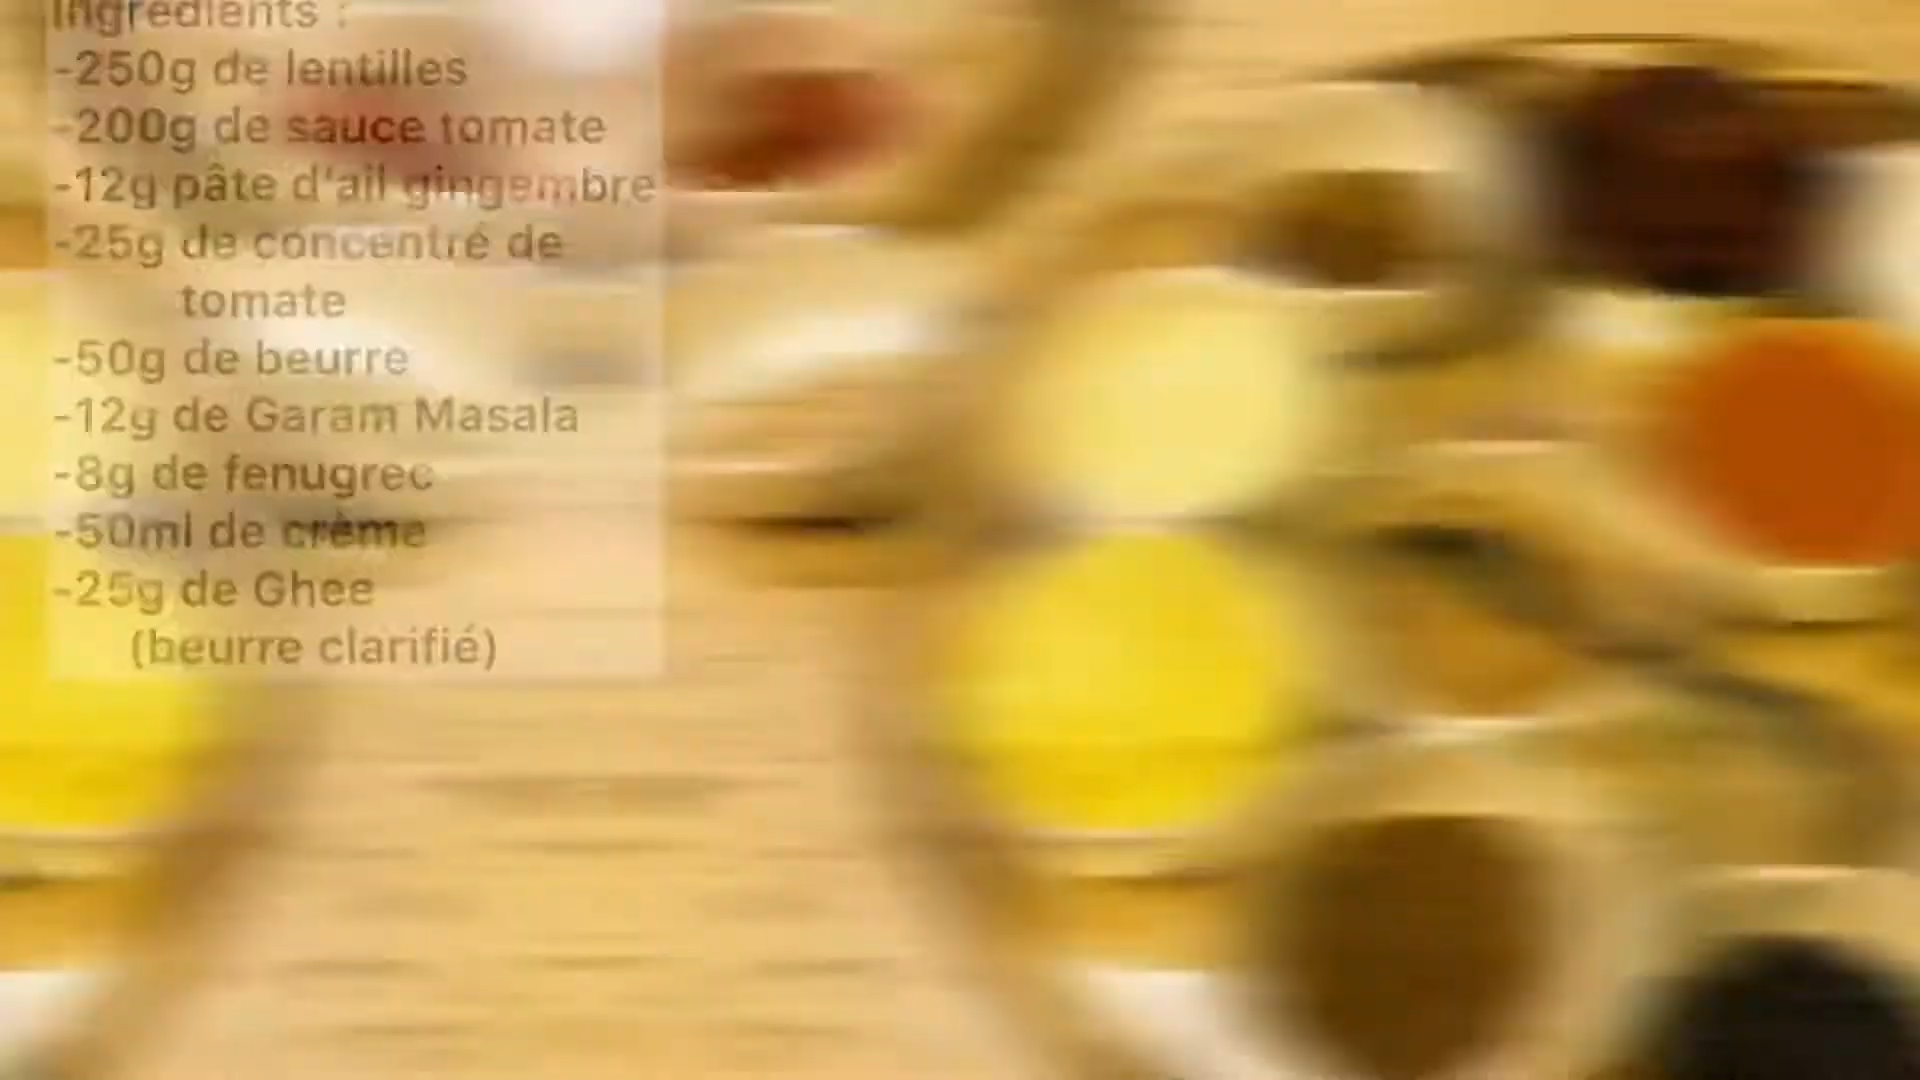 Ingrédients :
-250g de lentilles
-200g de sauce tomate
-12g pâte d'ail gingembre
-25g de concentré de
tomate
-50g de beurre
-12g de Garam Masala
-8g de fenugrec
-50ml de crème
-25g de Ghee
(beurre clarifié)